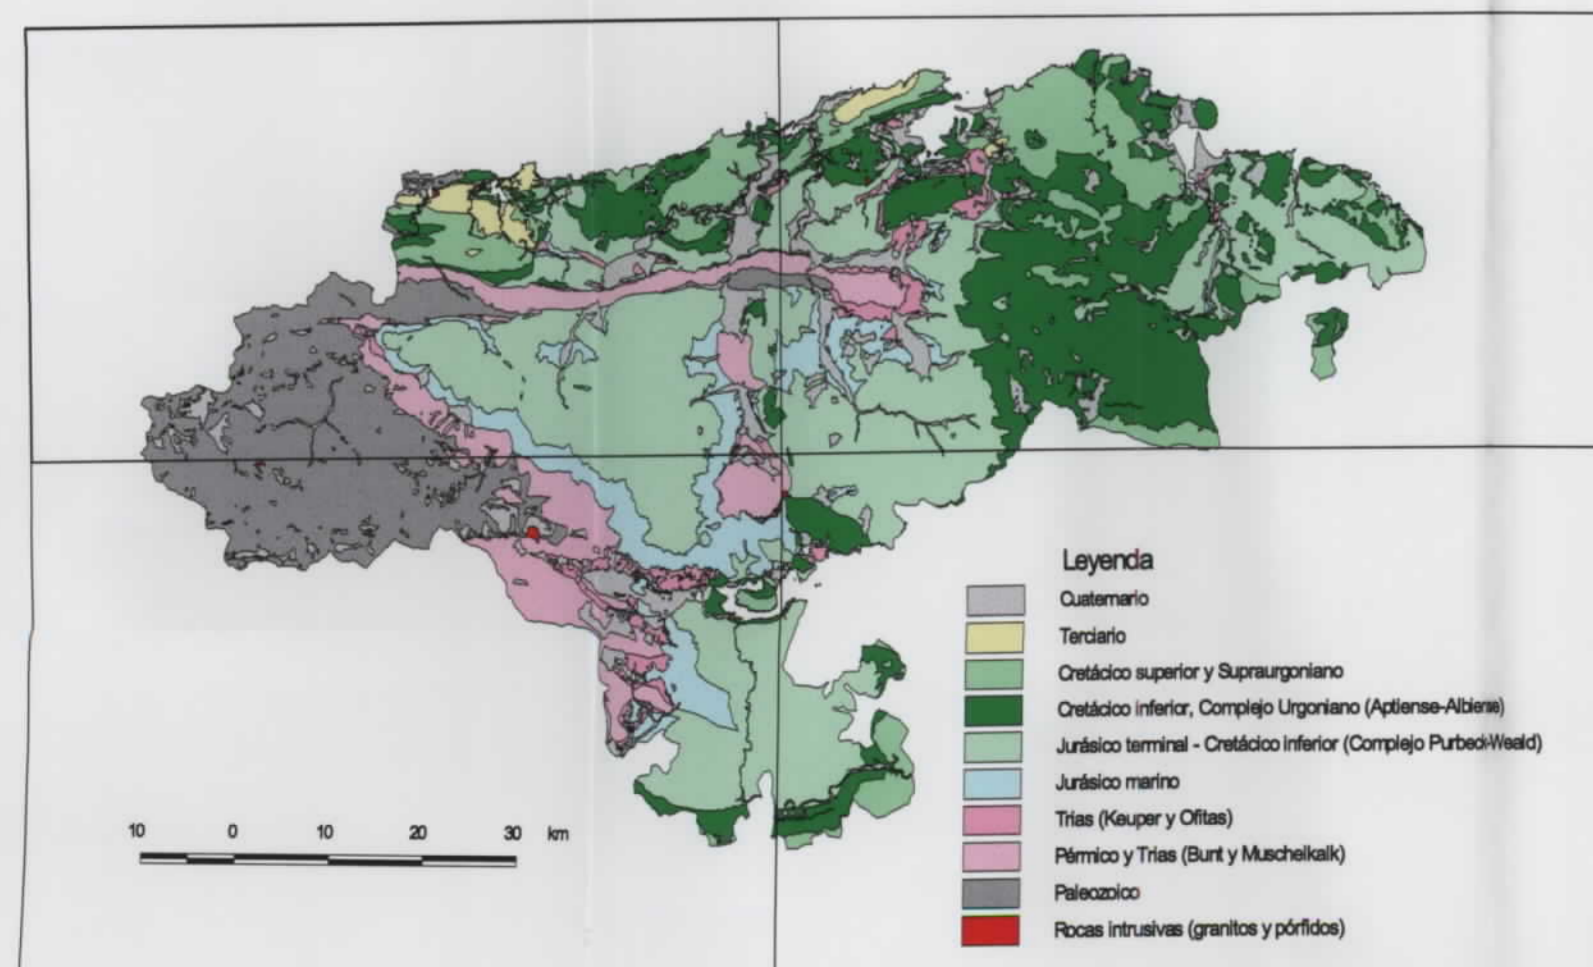 Leyenda
Cuaternario
Terciario
Cretácico superior y Supraurgoniano
Cretácico inferior, Complejo Urgoniano (Aptiense-Albiense)
Jurásico terminal - Cretácico inferior (Complejo Purbeck-Weald)
Jurásico marino
Trias (Keuper y Ofitas)
Pérmico y Trias (Bunt y Muschelkalk)
Paleozoico
Rocas intrusivas (granitos y pórfidos)
10 0 10 20 30 km